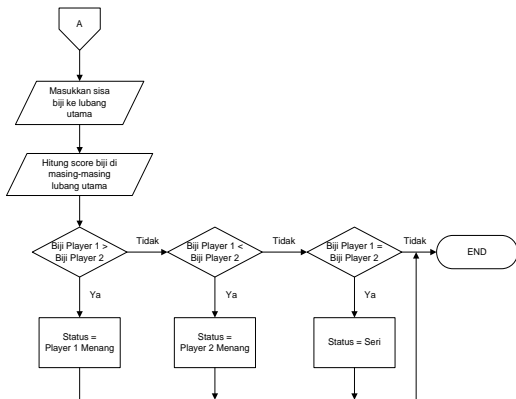 A
Masukkan sisa
biji ke lubang
utama
Hitung score biji di
masing-masing
lubang utama
Biji Player 1 >
Biji Player 2
Tidak
Biji Player 1 <
Biji Player 2
Tidak
Biji Player 1 =
Biji Player 2
Tidak
END
Ya
Ya
Ya
Status =
Player 1 Menang
Status =
Player 2 Menang
Status = Seri